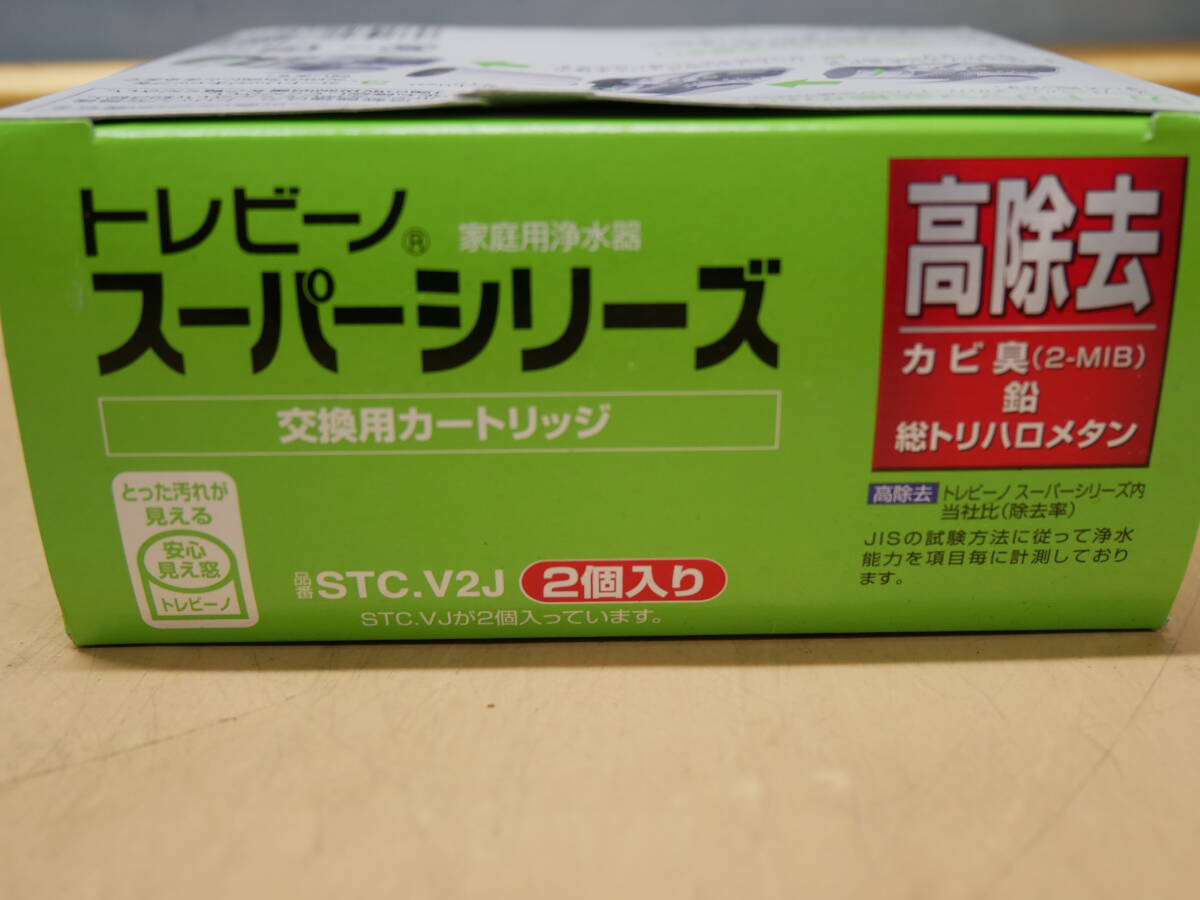 トレビーノ®
家庭用浄水器
スーパーシリーズ
交換用カートリッジ
とった汚れが
見える
安心
見え窓
トレビーノ
品番 STC.V2J 2個入り
STC.VJが2個入っています。
高除去
カビ臭(2-MIB)
鉛
総トリハロメタン
高除去 トレビーノ スーパーシリーズ内
当社比(除去率)
JISの試験方法に従って浄水
能力を項目毎に計測しており
ます。